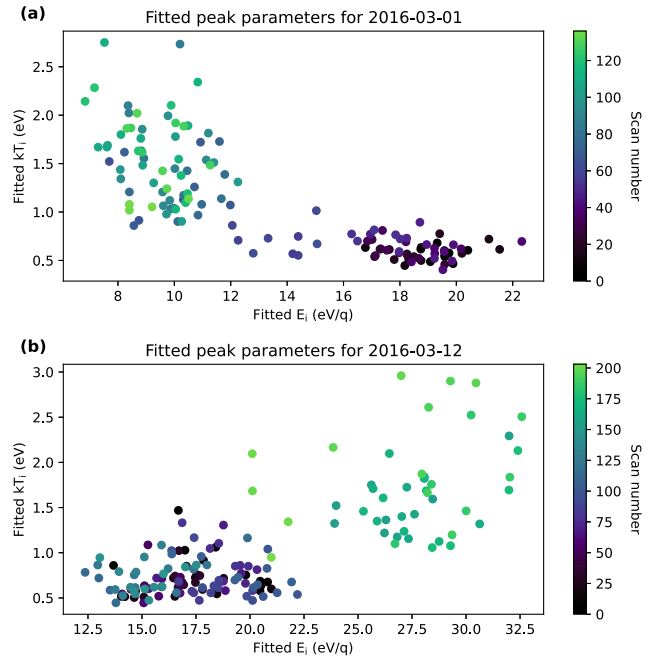 (a)
Fitted peak parameters for 2016-03-01
Fitted kTi (eV)
2.5
2.0
1.5
1.0
0.5
8 10 12 14 16 18 20 22
Fitted Ei (eV/q)
120
100
80
60
40
20
0
Scan number
(b)
Fitted peak parameters for 2016-03-12
Fitted kTi (eV)
3.0
2.5
2.0
1.5
1.0
0.5
12.5 15.0 17.5 20.0 22.5 25.0 27.5 30.0 32.5
Fitted Ei (eV/q)
200
175
150
125
100
75
50
25
0
Scan number